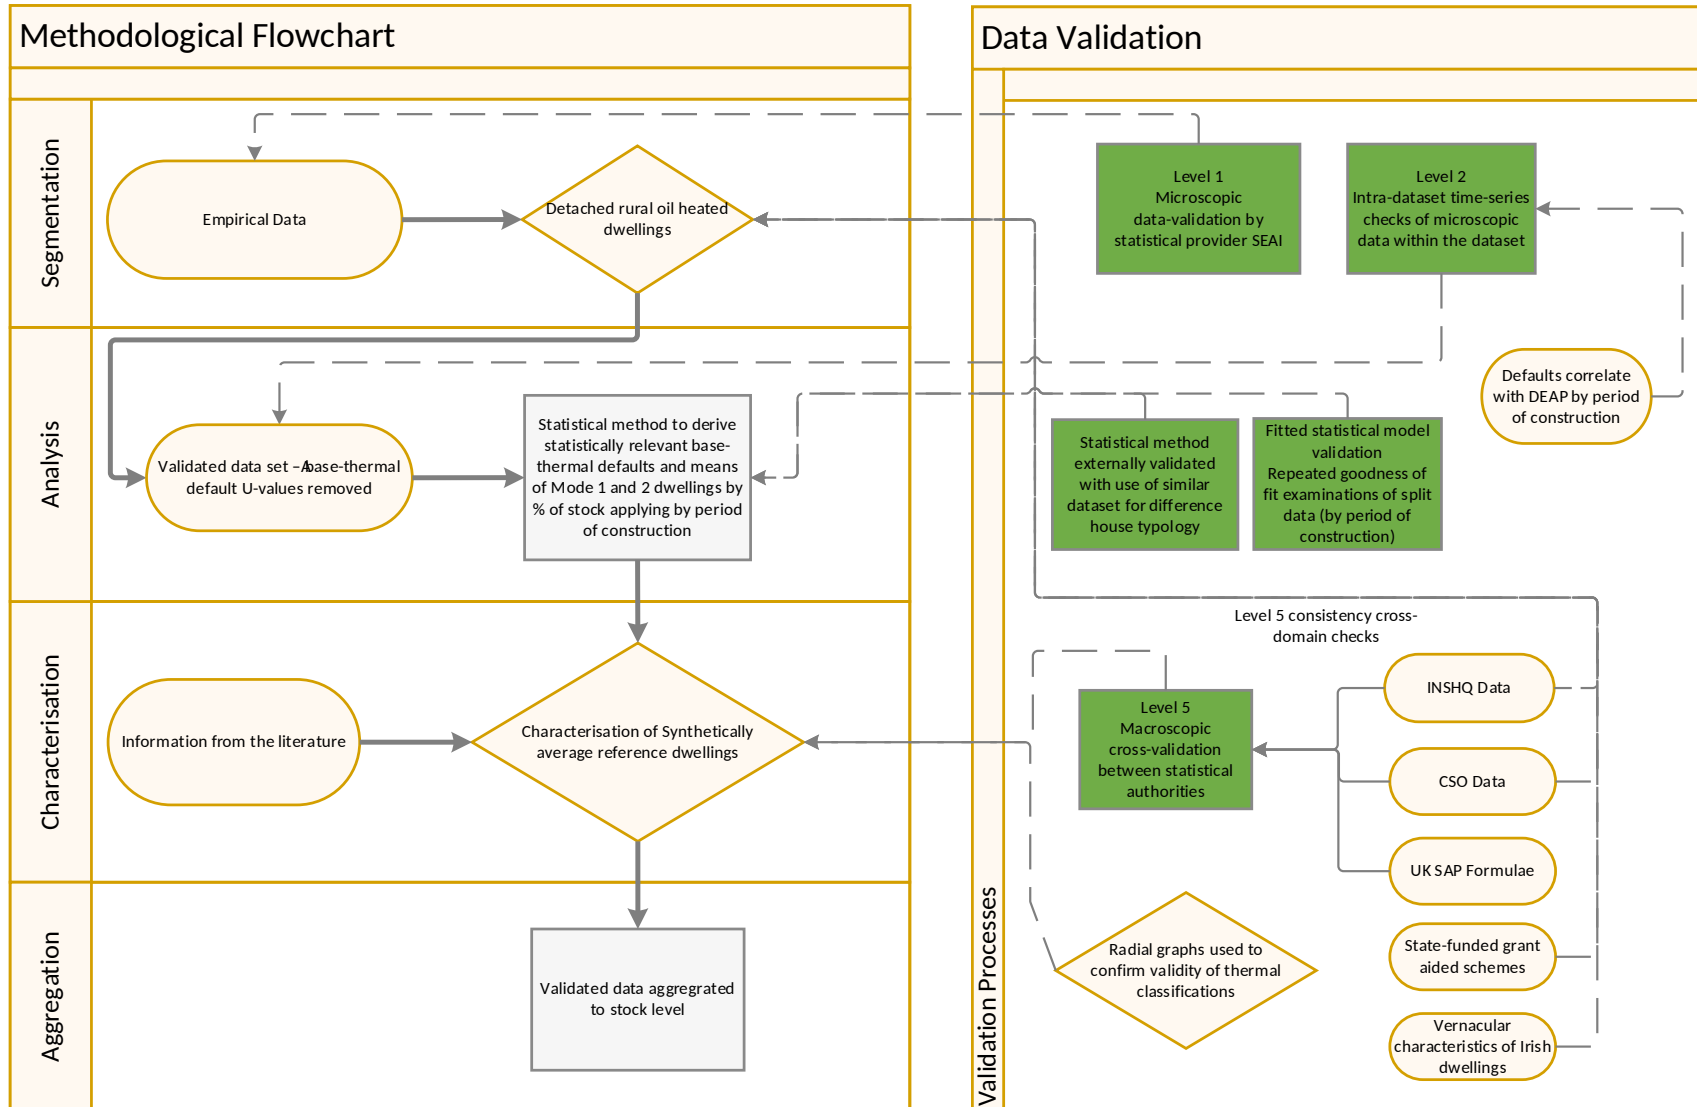 Methodological Flowchart
Segmentation
Empirical Data
Detached rural oil heated
dwellings
Analysis
Validated data set –Abase-thermal
default U-values removed
Statistical method to derive
statistically relevant base-
thermal defaults and means
of Mode 1 and 2 dwellings by
% of stock applying by period
of construction
Characterisation
Information from the literature
Characterisation of Synthetically
average reference dwellings
Aggregation
Validated data aggregrated
to stock level
Data Validation
Validation Processes
Level 1
Microscopic
data-validation by
statistical provider SEAI
Level 2
Intra-dataset time-series
checks of microscopic
data within the dataset
Defaults correlate
with DEAP by period
of construction
Statistical method
externally validated
with use of similar
dataset for difference
house typology
Fitted statistical model
validation
Repeated goodness of
fit examinations of split
data (by period of
construction)
Level 5 consistency cross-
domain checks
Level 5
Macroscopic
cross-validation
between statistical
authorities
INSHQ Data
CSO Data
UK SAP Formulae
State-funded grant
aided schemes
Vernacular
characteristics of Irish
dwellings
Radial graphs used to
confirm validity of thermal
classifications